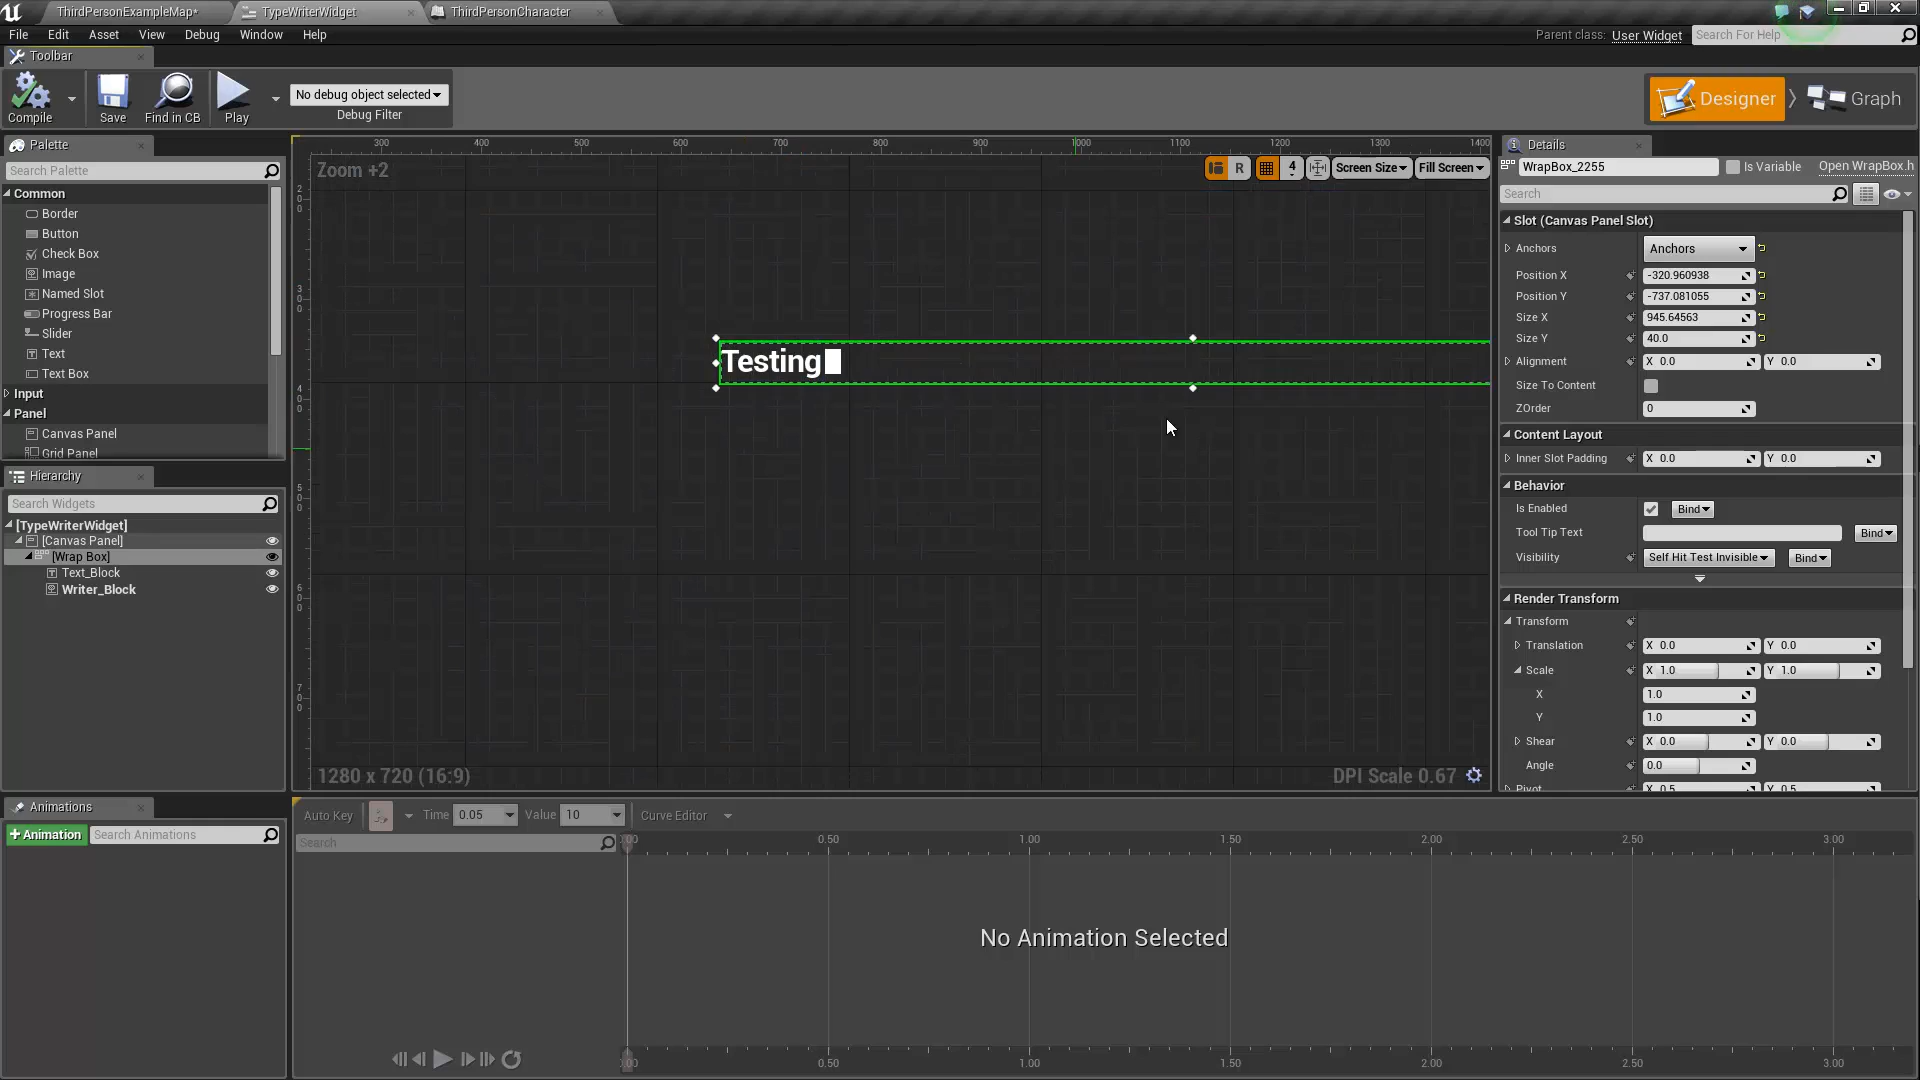 ThirdPersonExampleMap*
TypeWriterWidget
ThirdPersonCharacter
File Edit Asset View Debug Window Help
Parent class: User Widget
Search For Help
Toolbar
Compile
Save
Find in CB
Play
No debug object selected
Debug Filter
Designer
Graph
Palette
Search Palette
Common
Border
Button
Check Box
Image
Named Slot
Progress Bar
Slider
Text
Text Box
Input
Panel
Canvas Panel
Grid Panel
Hierarchy
Search Widgets
[TypeWriterWidget]
[Canvas Panel]
[Wrap Box]
Text_Block
Writer_Block
300 400 500 600 700 800 900 1000 1100 1200 1300 1400
Zoom +2
R
4
Screen Size
Fill Screen
200
300
400
500
600
700
Testing
1280 x 720 (16:9)
DPI Scale 0.67
Details
WrapBox_2255
Is Variable
Open WrapBox.h
Search
Slot (Canvas Panel Slot)
Anchors Anchors
Position X -320.960938
Position Y -737.081055
Size X 945.64563
Size Y 40.0
Alignment X 0.0 Y 0.0
Size To Content
ZOrder 0
Content Layout
Inner Slot Padding X 0.0 Y 0.0
Behavior
Is Enabled Bind
Tool Tip Text Bind
Visibility Self Hit Test Invisible Bind
Render Transform
Transform
Translation X 0.0 Y 0.0
Scale X 1.0 Y 1.0
X 1.0
Y 1.0
Shear X 0.0 Y 0.0
Angle 0.0
Pivot X 0.5 Y 0.5
Animations
+Animation
Search Animations
Auto Key
Time 0.05
Value 10
Curve Editor
Search
0.50 1.00 1.50 2.00 2.50 3.00
No Animation Selected
0.50 1.00 1.50 2.00 2.50 3.00